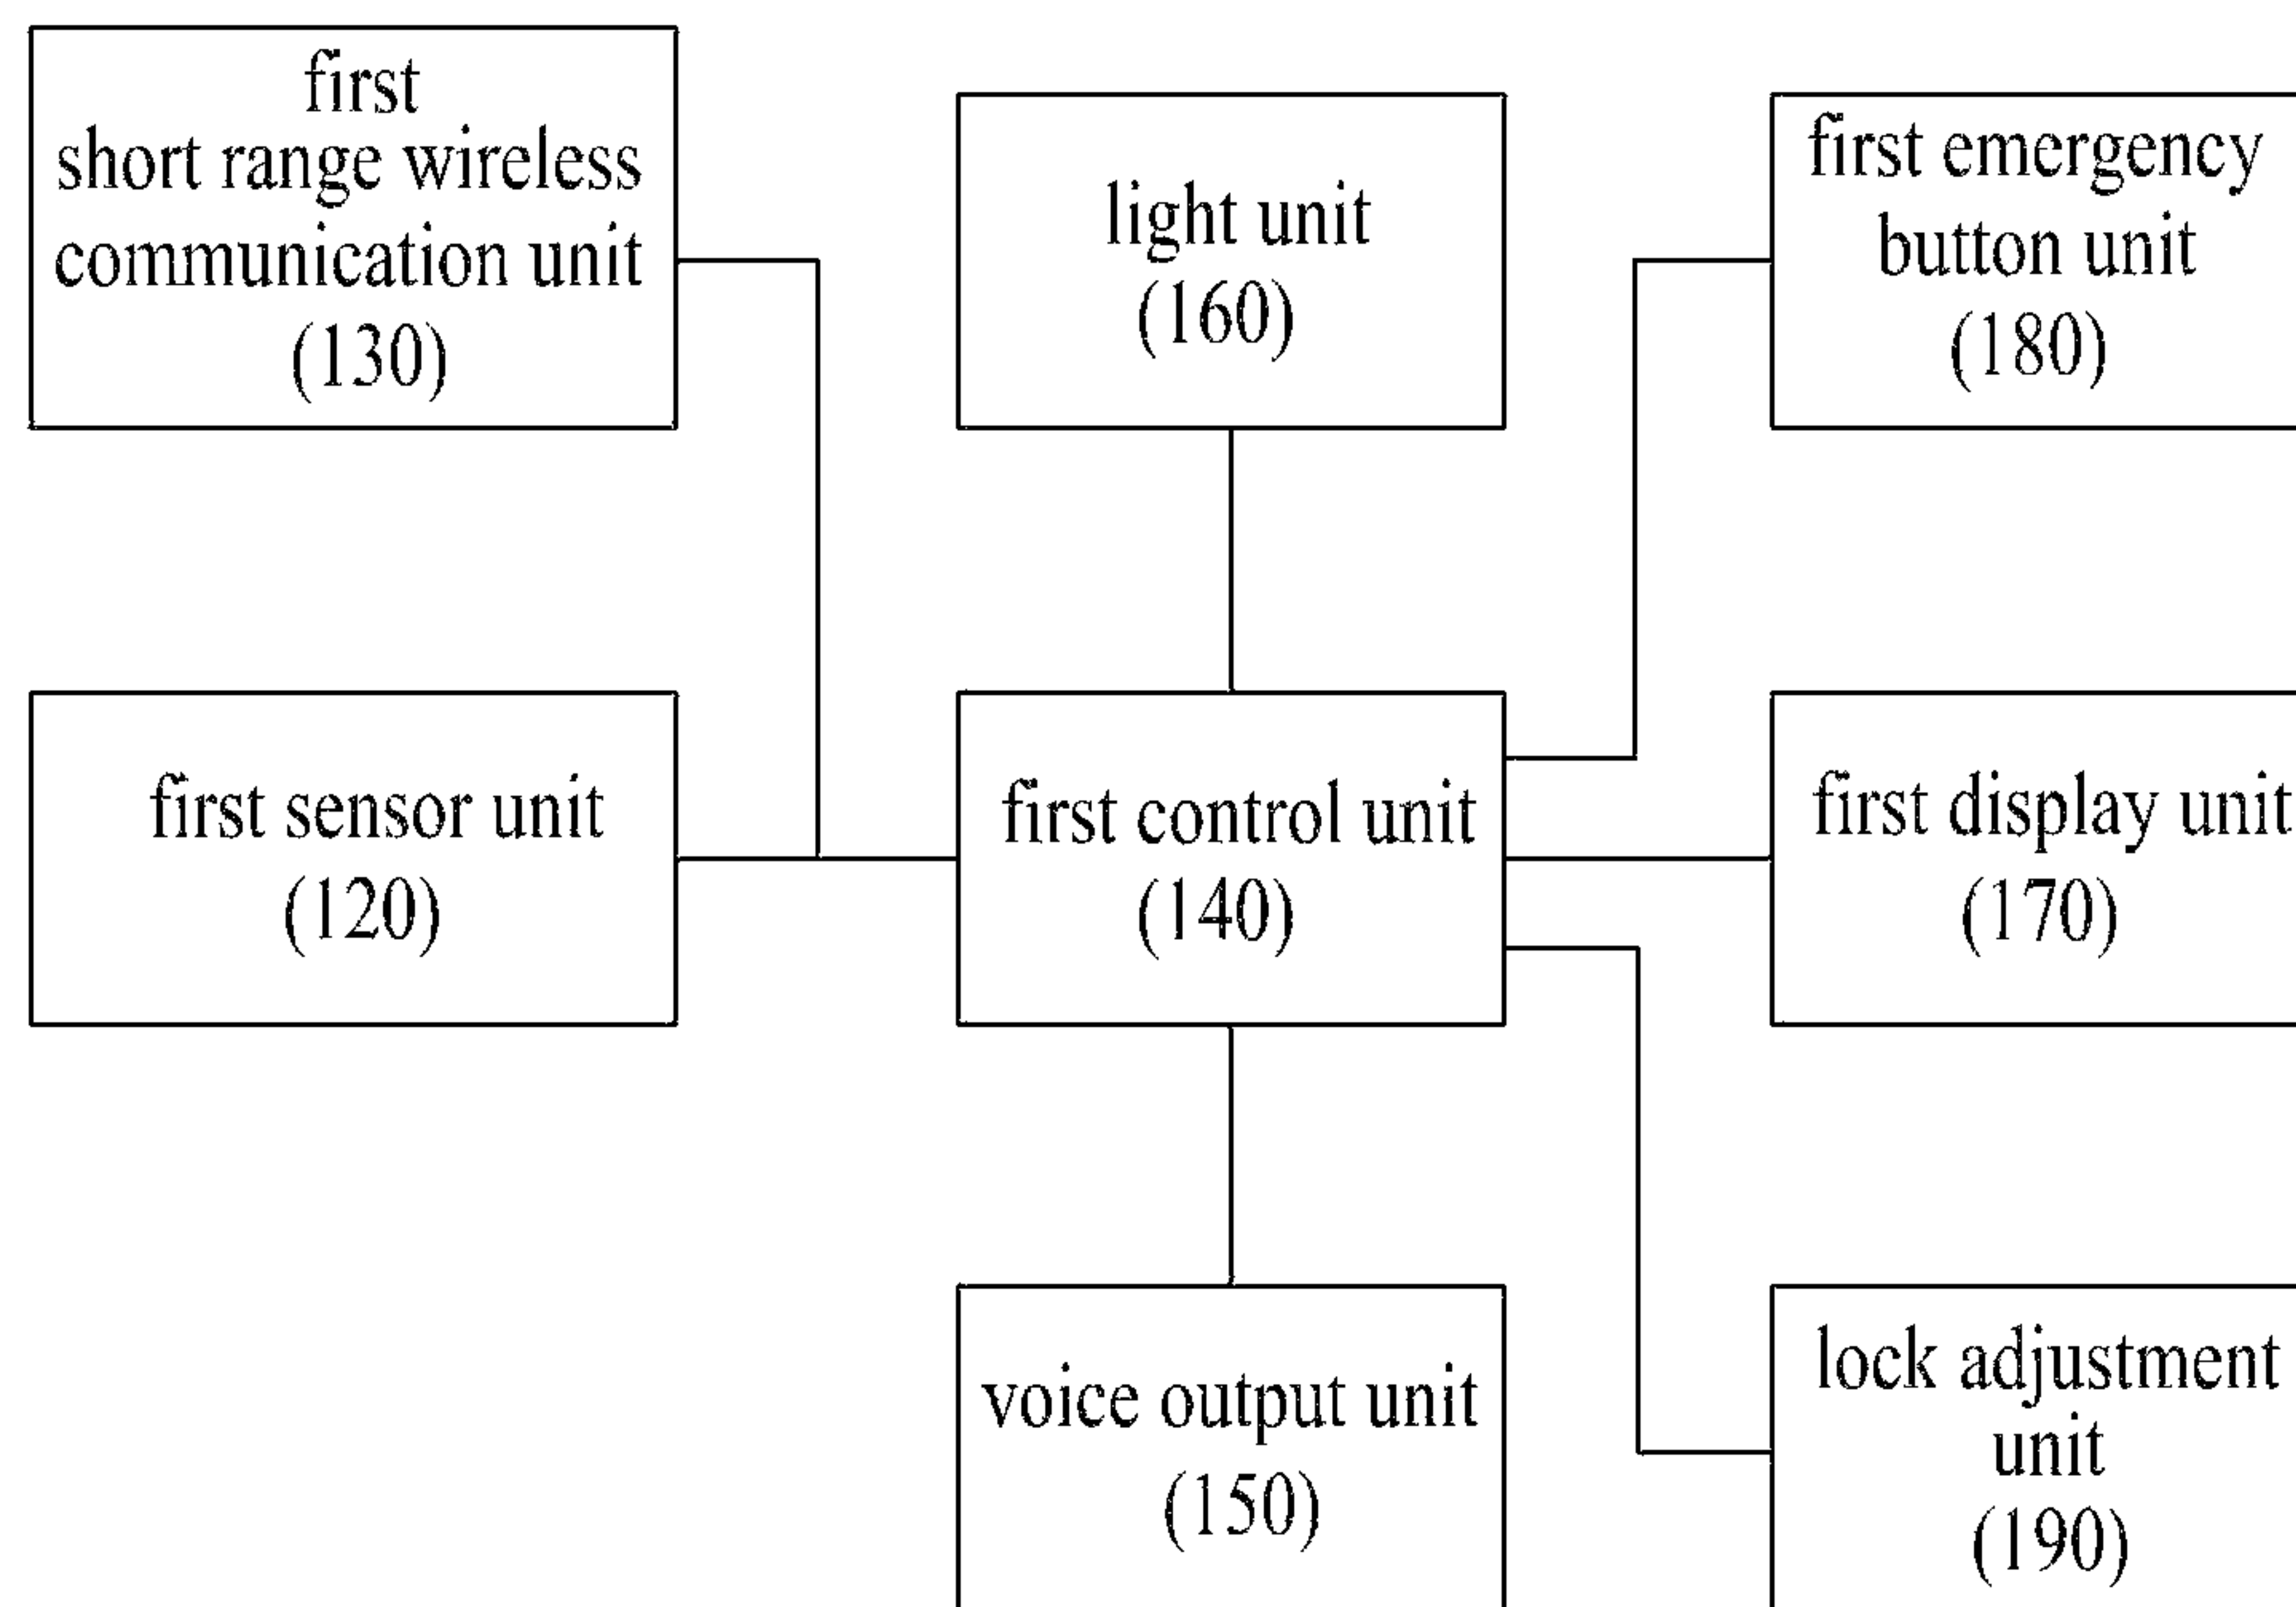 first
short range wireless
communication unit
(130)
light unit
(160)
first emergency
button unit
(180)
first sensor unit
(120)
first control unit
(140)
first display unit
(170)
voice output unit
(150)
lock adjustment
unit
(190)